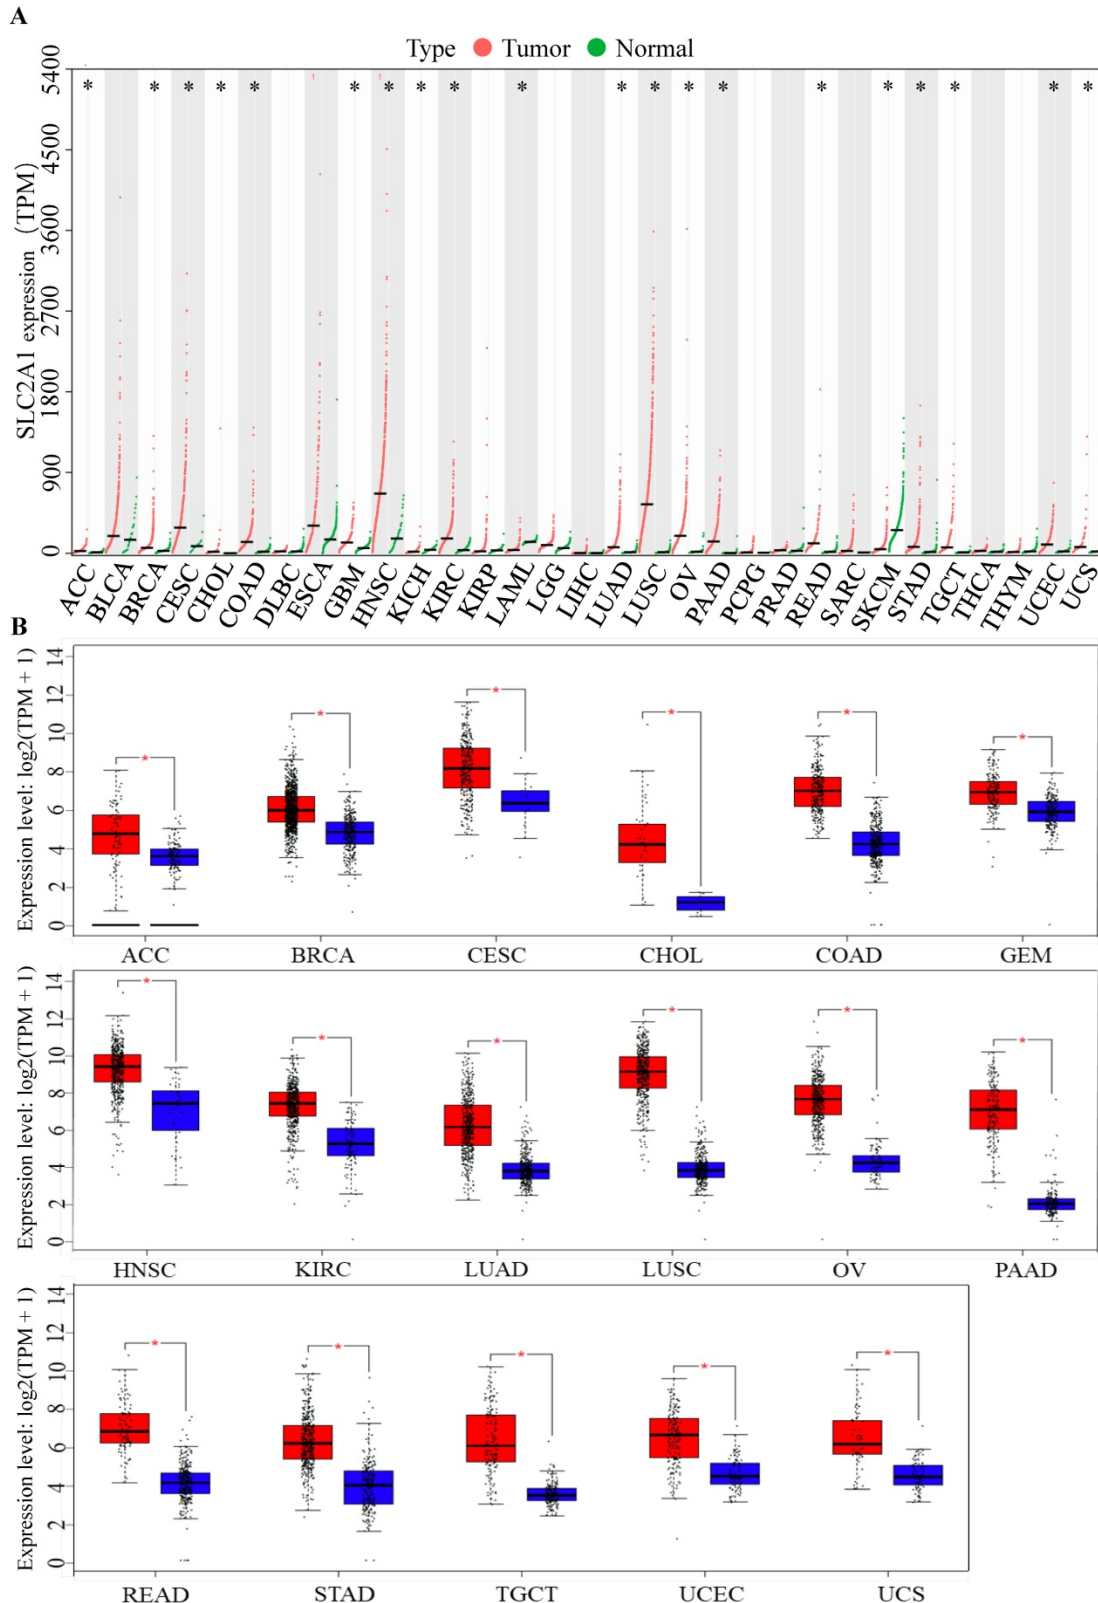 A
Type Tumor Normal
SLC2A1 expression (TPM)
5400
4500
3600
2700
1800
900
0
* * * * * * * * * * * * * * * * * * * *
ACC BLCA BRCA CESC CHOL COAD DLBC ESCA GBM HNSC KICH KIRC KIRP LAML LGG LIHC LUAD LUSC OV PAAD PCPG PRAD READ SARC SKCM STAD TGCT THCA THYM UCEC UCS
B
Expression level: log2(TPM + 1)
14
12
10
8
6
4
2
0
* * * * * *
ACC BRCA CESC CHOL COAD GEM
Expression level: log2(TPM + 1)
14
12
10
8
6
4
2
0
* * * * * *
HNSC KIRC LUAD LUSC OV PAAD
Expression level: log2(TPM + 1)
14
12
10
8
6
4
2
0
* * * * *
READ STAD TGCT UCEC UCS